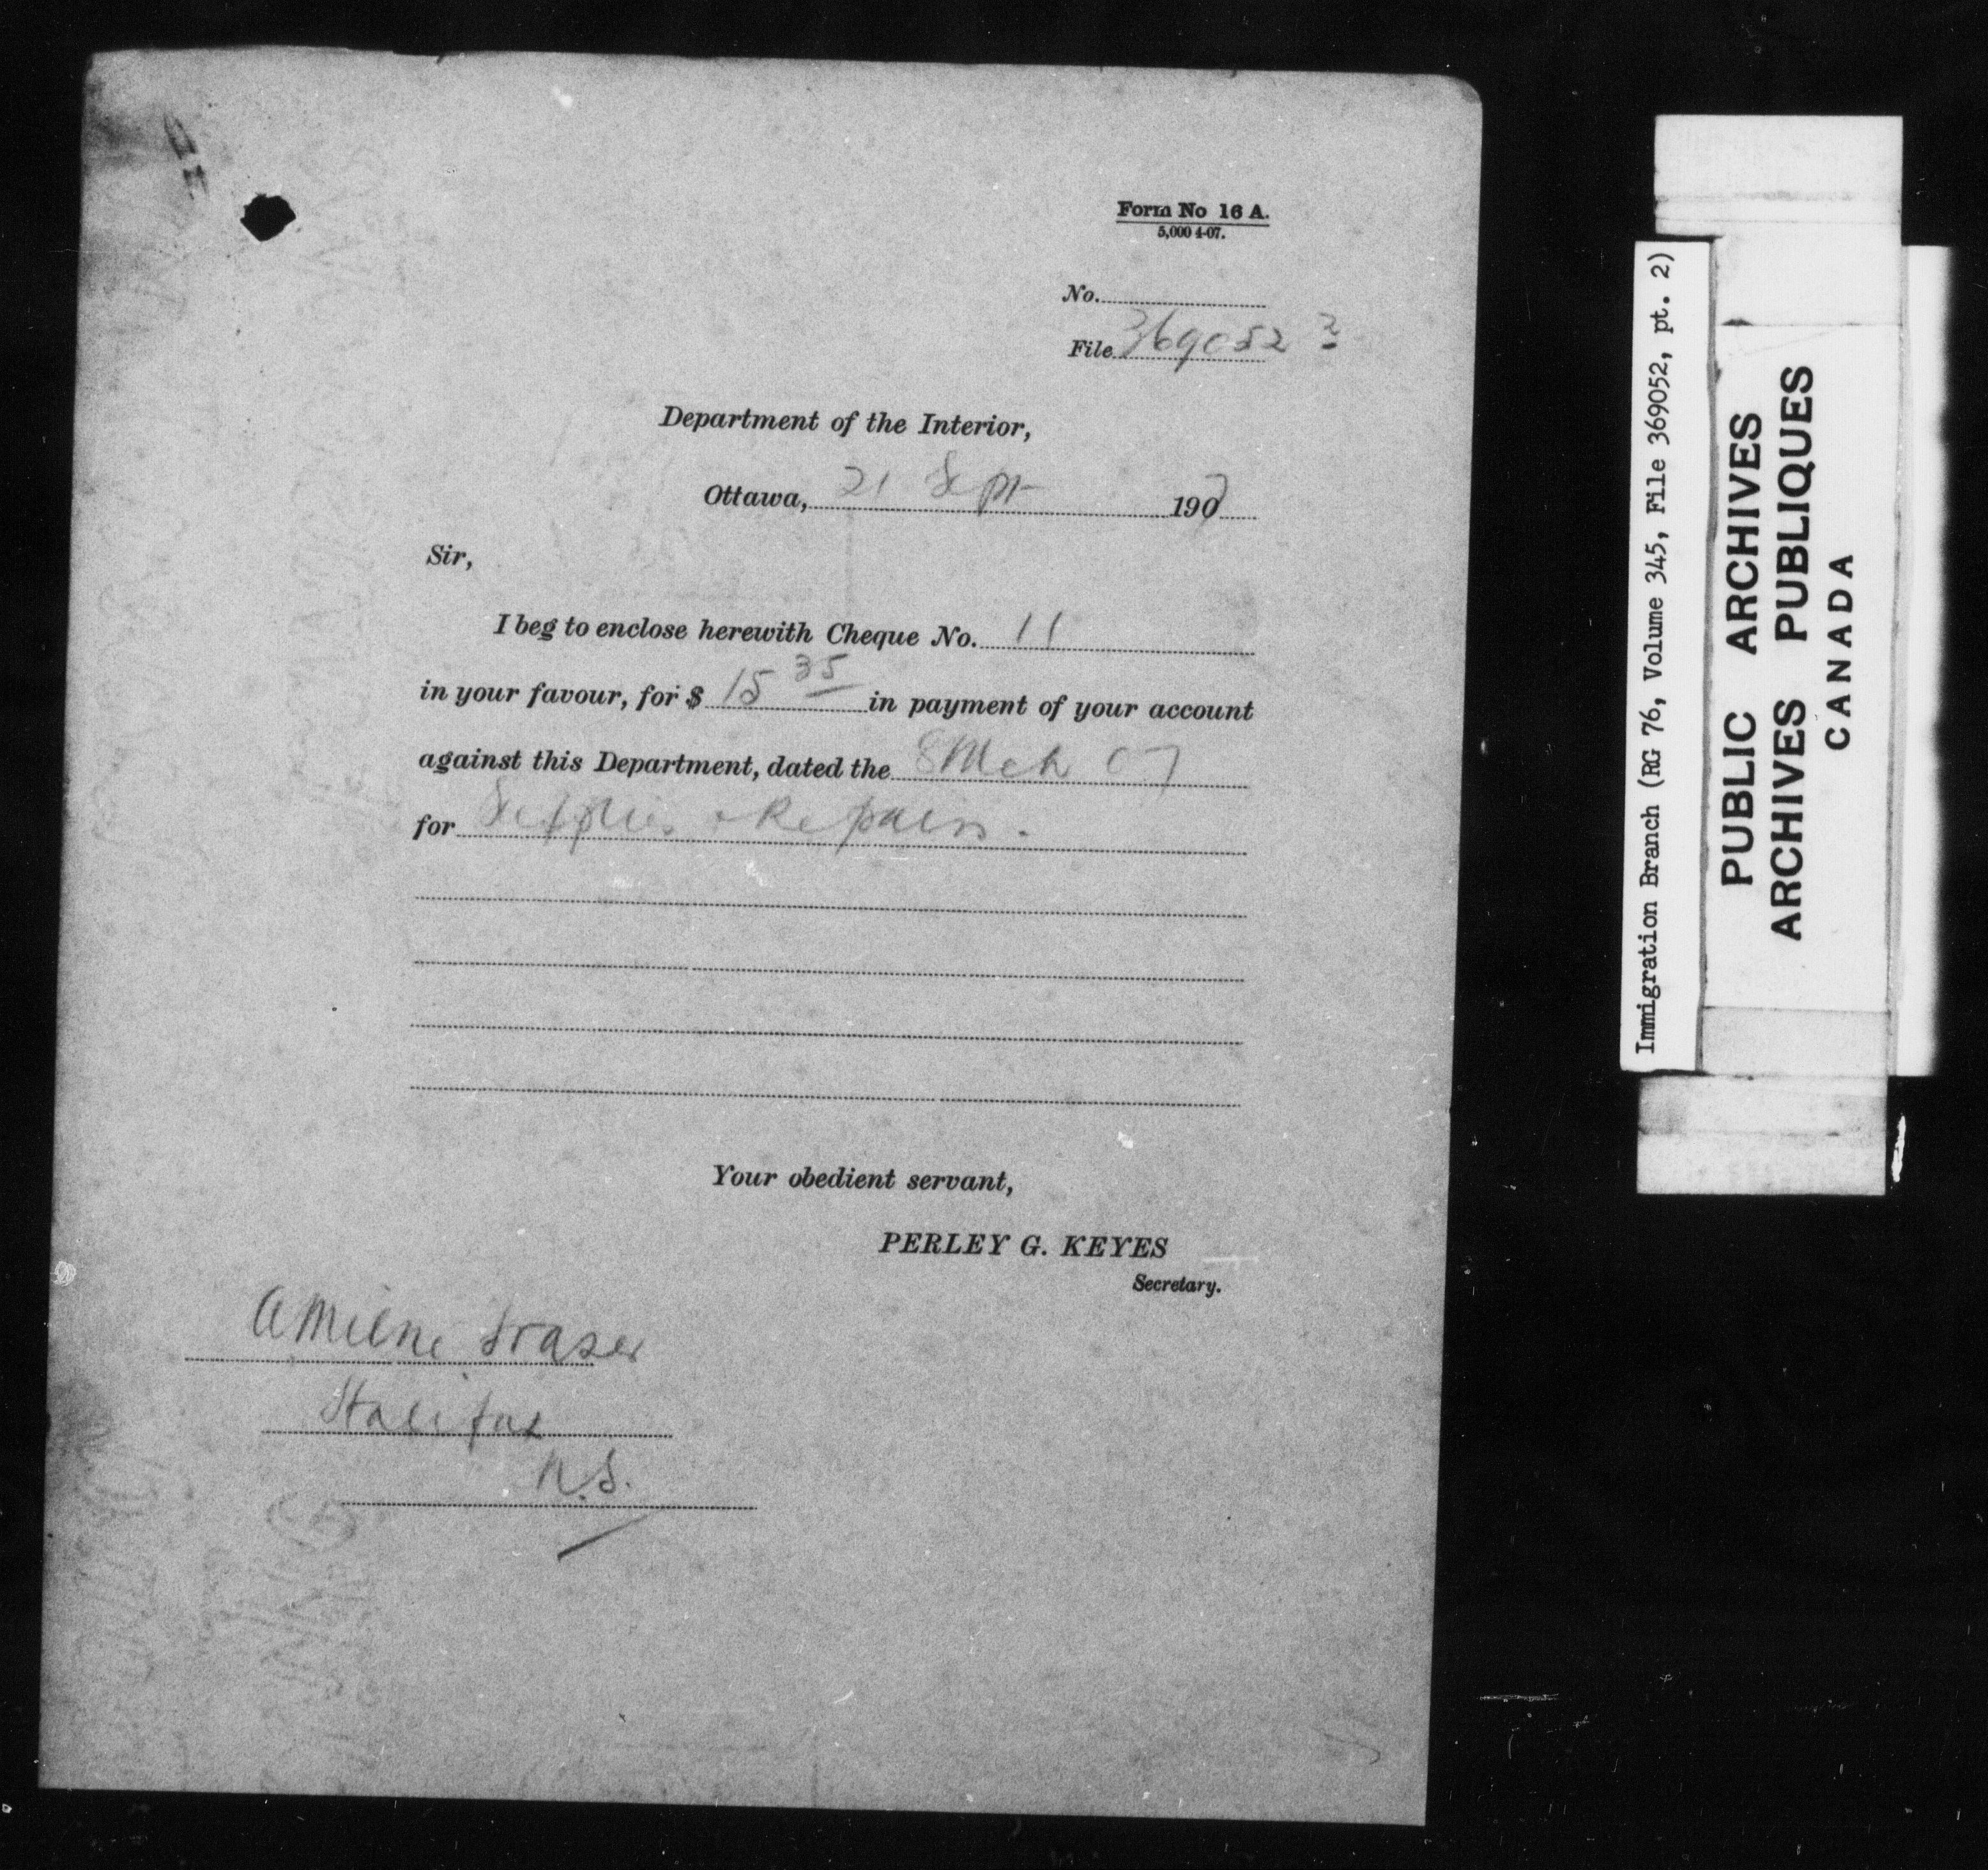 Form No 16 A.
5,000 4-07.
No.
File 369052 2
Department of the Interior,
Ottawa, 21 Sept 1907
Sir,
I beg to enclose herewith Cheque No. 11
in your favour, for $ 15 35 in payment of your account
against this Department, dated the 8 Mch 07
for Supplies & Repairs.
Your obedient servant,
PERLEY G. KEYES
Secretary.
A Milne Fraser
Halifax
N.S.
Immigration Branch (RG 76, Volume 345, File 369052, pt. 2)
PUBLIC ARCHIVES
ARCHIVES PUBLIQUES
CANADA